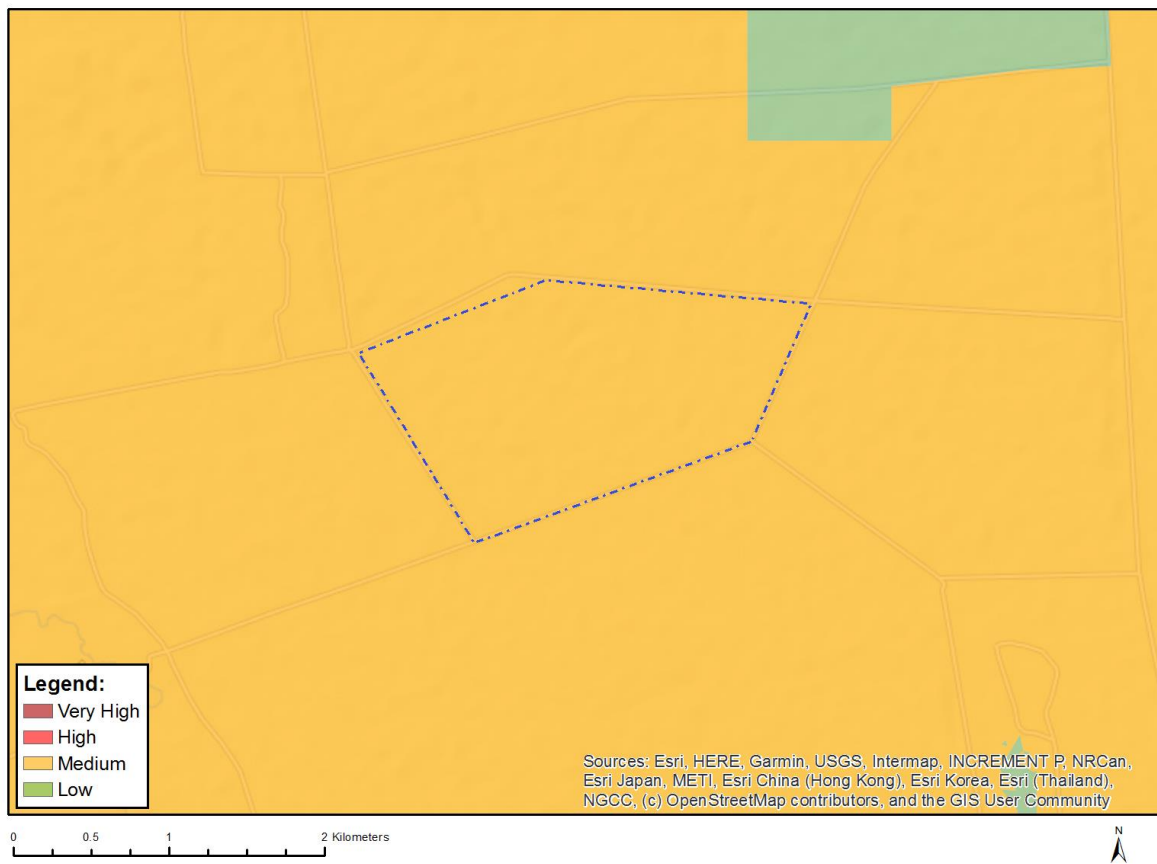 Legend:
Very High
High
Medium
Low
Sources: Esri, HERE, Garmin, USGS, Intermap, INCREMENT P, NRCan,
Esri Japan, METI, Esri China (Hong Kong), Esri Korea, Esri (Thailand),
NGCC, (c) OpenStreetMap contributors, and the GIS User Community
0 0.5 1 2 Kilometers
N